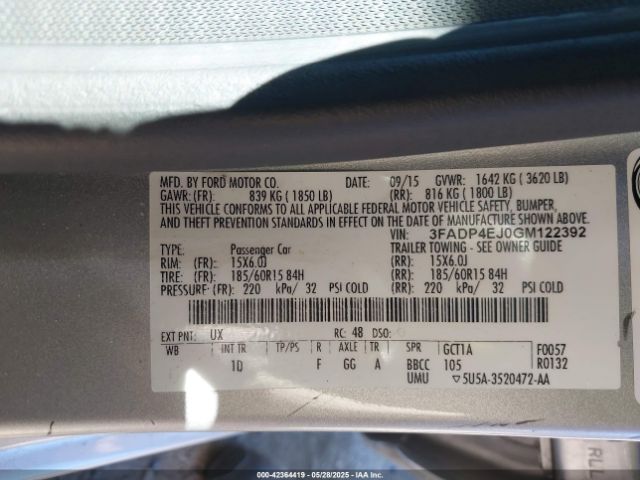 MFD. BY FORD MOTOR CO. DATE: 09/15 GVWR: 1642 KG ( 3620 LB)
GAWR: (FR): 839 KG ( 1850 LB) (RR): 816 KG ( 1800 LB)
THIS VEHICLE CONFORMS TO ALL APPLICABLE FEDERAL MOTOR VEHICLE SAFETY, BUMPER,
AND THEFT PREVENTION STANDARDS IN EFFECT ON THE DATE OF MANUFACTURE SHOWN ABOVE.
VIN: 3FADP4EJ0GM122392
TYPE: Passenger Car TRAILER TOWING - SEE OWNER GUIDE
RIM: (FR): 15X6.0J (RR): 15X6.0J
TIRE: (FR): 185/60R15 84H (RR): 185/60R15 84H
PRESSURE: (FR): 220 kPa/ 32 PSI COLD (RR): 220 kPa/ 32 PSI COLD
EXT PNT: UX RC: 48 DSO:
WB INT TR TP/PS R AXLE TR SPR GCT1A F0057
1D F GG A BBCC 105 R0132
UMU ▽5U5A-3520472-AA
RLL
000-42364419 | 05/28/2025 | IAAI.COM